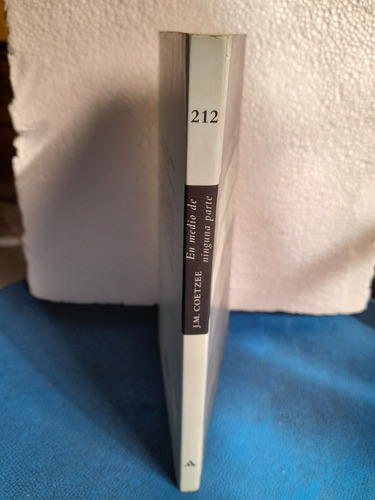 212
En medio de
ninguna parte
J.M. COETZEE